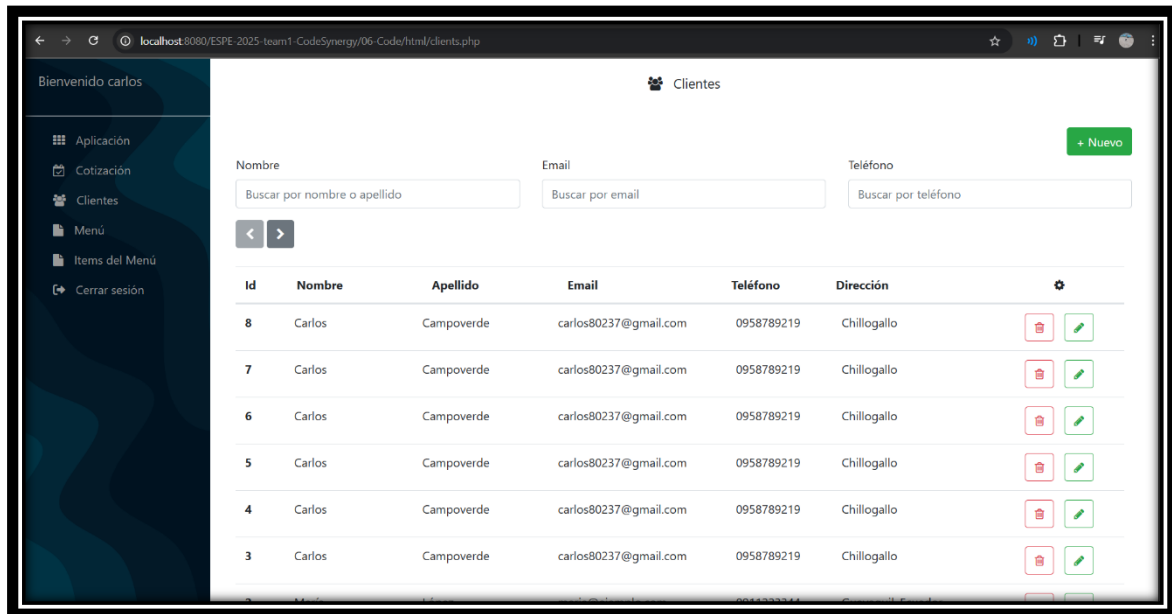 localhost:8080/ESPE-2025-team1-CodeSynergy/06-Code/html/clients.php
Bienvenido carlos
Clientes
Aplicación
Cotización
Clientes
Menú
Items del Menú
Cerrar sesión
+ Nuevo
Nombre Email Teléfono
Buscar por nombre o apellido Buscar por email Buscar por teléfono
Id Nombre Apellido Email Teléfono Dirección
8 Carlos Campoverde carlos80237@gmail.com 0958789219 Chillogallo
7 Carlos Campoverde carlos80237@gmail.com 0958789219 Chillogallo
6 Carlos Campoverde carlos80237@gmail.com 0958789219 Chillogallo
5 Carlos Campoverde carlos80237@gmail.com 0958789219 Chillogallo
4 Carlos Campoverde carlos80237@gmail.com 0958789219 Chillogallo
3 Carlos Campoverde carlos80237@gmail.com 0958789219 Chillogallo